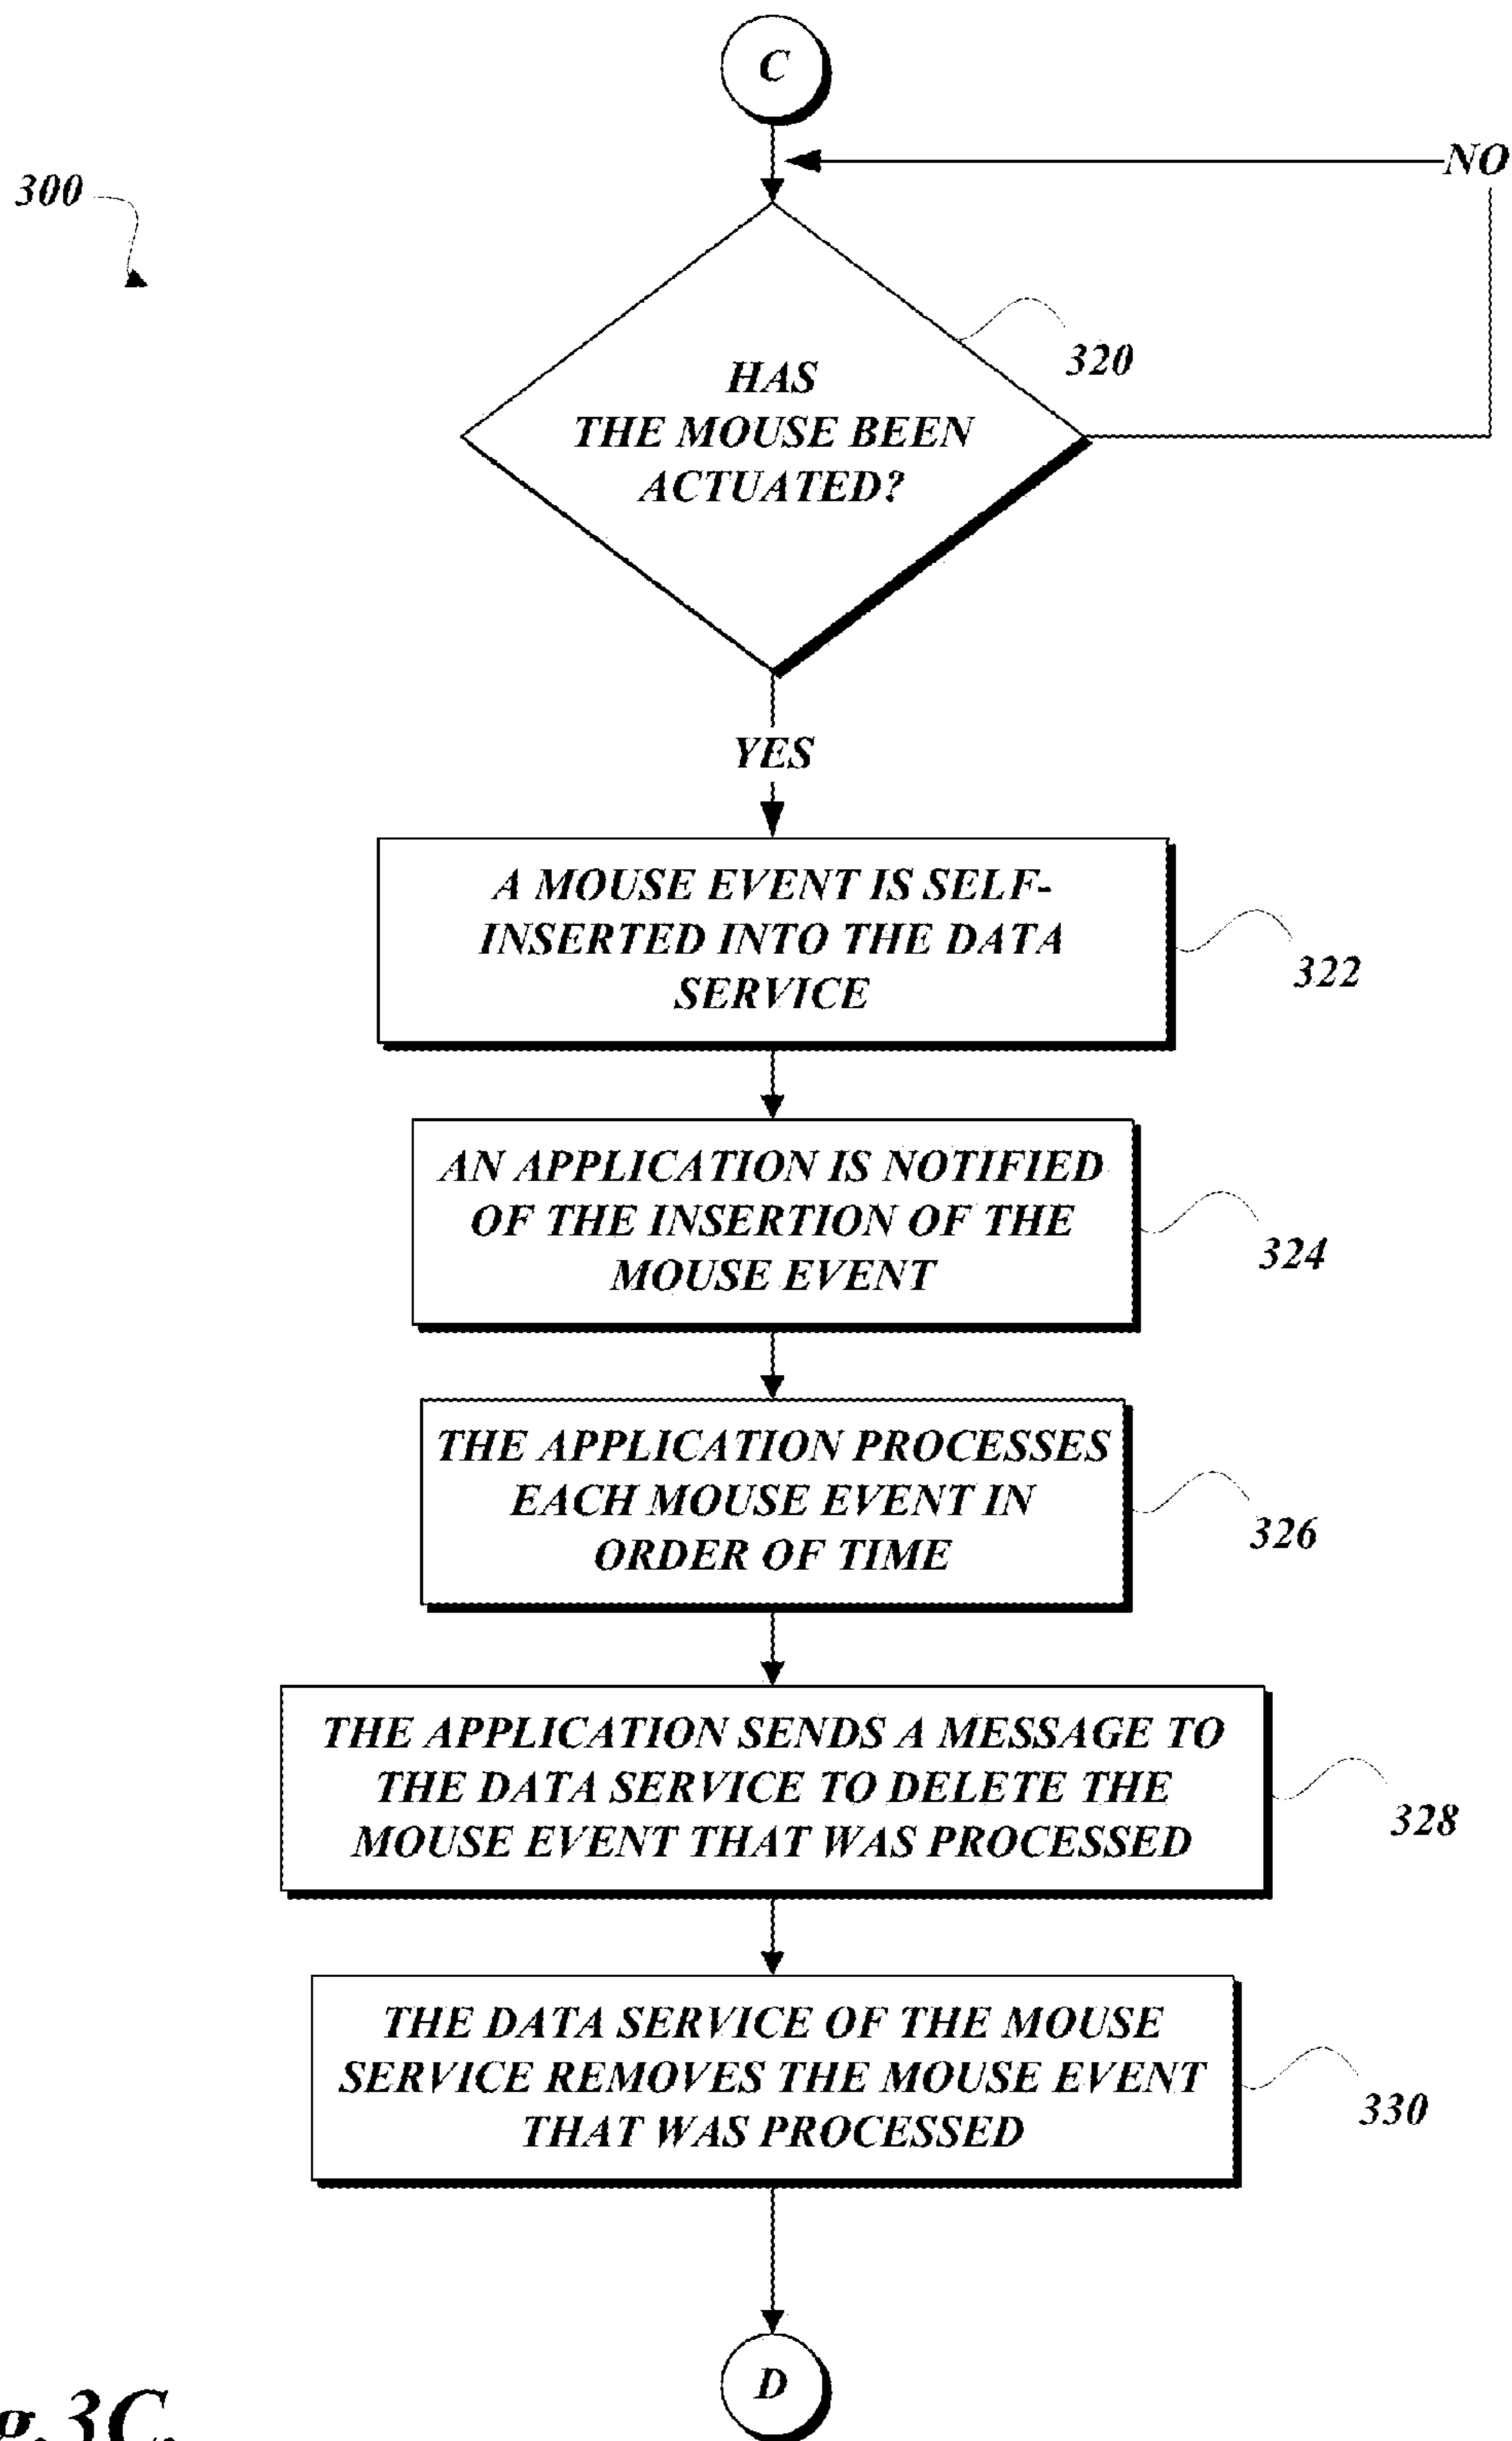 C
NO
300
320
HAS
THE MOUSE BEEN
ACTUATED?
YES
A MOUSE EVENT IS SELF-
INSERTED INTO THE DATA
SERVICE
322
AN APPLICATION IS NOTIFIED
OF THE INSERTION OF THE
MOUSE EVENT
324
THE APPLICATION PROCESSES
EACH MOUSE EVENT IN
ORDER OF TIME
326
THE APPLICATION SENDS A MESSAGE TO
THE DATA SERVICE TO DELETE THE
MOUSE EVENT THAT WAS PROCESSED
328
THE DATA SERVICE OF THE MOUSE
SERVICE REMOVES THE MOUSE EVENT
THAT WAS PROCESSED
330
D
g.3C.